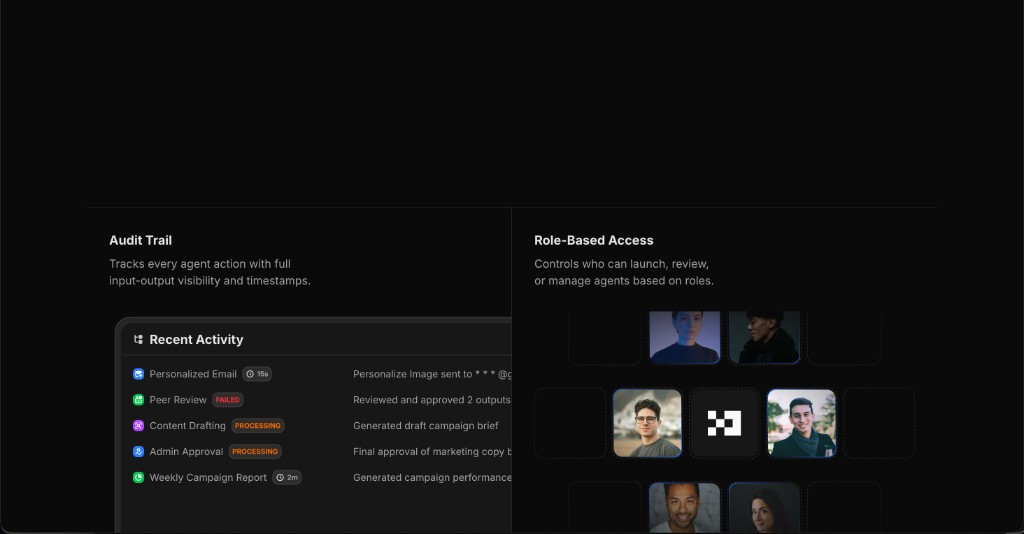 Audit Trail
Tracks every agent action with full
input-output visibility and timestamps.
Recent Activity
Personalized Email 15s Personalize Image sent to * * * @g
Peer Review FAILED Reviewed and approved 2 outputs
Content Drafting PROCESSING Generated draft campaign brief
Admin Approval PROCESSING Final approval of marketing copy
Weekly Campaign Report 2m Generated campaign performance
Role-Based Access
Controls who can launch, review,
or manage agents based on roles.